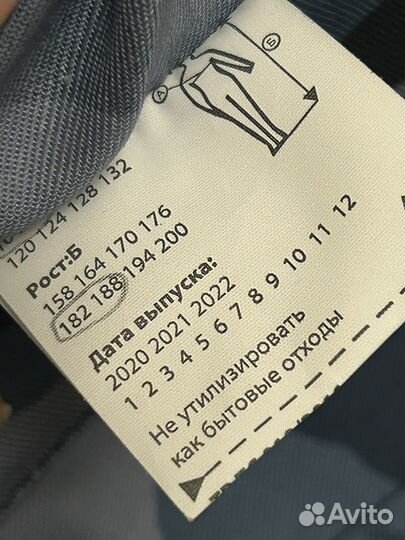 А
Б
120 124 128 132
Рост:Б
158 164 170 176
182 188 194 200
Дата выпуска:
2020 2021 2022
1 2 3 4 5 6 7 8 9 10 11 12
Не утилизировать
как бытовые отходы
Avito